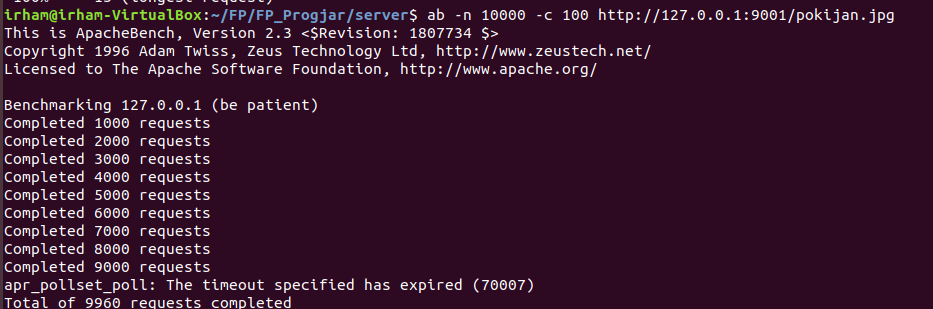 100% 13 (longest request)
irham@irham-VirtualBox:~/FP/FP_Progjar/server$ ab -n 10000 -c 100 http://127.0.0.1:9001/pokijan.jpg
This is ApacheBench, Version 2.3 <$Revision: 1807734 $>
Copyright 1996 Adam Twiss, Zeus Technology Ltd, http://www.zeustech.net/
Licensed to The Apache Software Foundation, http://www.apache.org/
Benchmarking 127.0.0.1 (be patient)
Completed 1000 requests
Completed 2000 requests
Completed 3000 requests
Completed 4000 requests
Completed 5000 requests
Completed 6000 requests
Completed 7000 requests
Completed 8000 requests
Completed 9000 requests
apr_pollset_poll: The timeout specified has expired (70007)
Total of 9960 requests completed